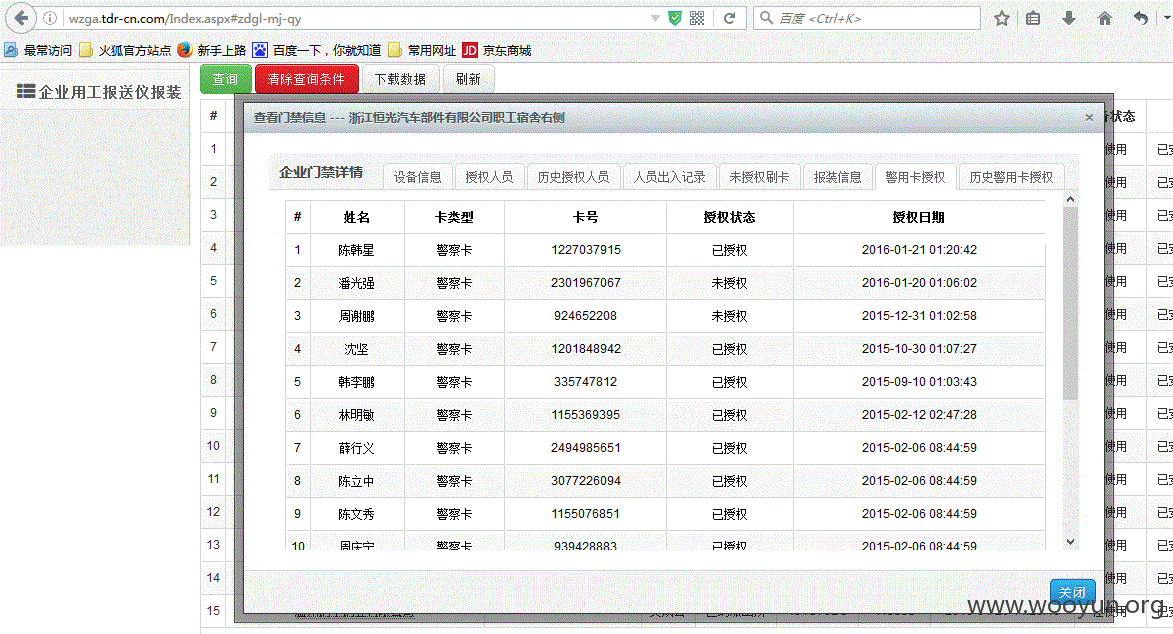 wzga.tdr-cn.com/Index.aspx#zdgl-mj-qy
百度 <Ctrl+K>
最常访问 火狐官方站点 新手上路 百度一下，你就知道 常用网址 JD 京东商城
企业用工报送仪报装
查询 清除查询条件 下载数据 刷新
查看门禁信息 --- 浙江恒光汽车部件有限公司职工宿舍右侧 ×
企业门禁详情 设备信息 授权人员 历史授权人员 人员出入记录 未授权刷卡 报装信息 警用卡授权 历史警用卡授权
# 姓名 卡类型 卡号 授权状态 授权日期
1 陈韩星 警察卡 1227037915 已授权 2016-01-21 01:20:42
2 潘光强 警察卡 2301967067 未授权 2016-01-20 01:06:02
3 周谢鹏 警察卡 924652208 未授权 2015-12-31 01:02:58
4 沈坚 警察卡 1201848942 已授权 2015-10-30 01:07:27
5 韩李鹏 警察卡 335747812 已授权 2015-09-10 01:03:43
6 林明敏 警察卡 1155369395 已授权 2015-02-12 02:47:28
7 薛行义 警察卡 2494985651 已授权 2015-02-06 08:44:59
8 陈立中 警察卡 3077226094 已授权 2015-02-06 08:44:59
9 陈文秀 警察卡 1155076851 已授权 2015-02-06 08:44:59
10 周庆宁 警察卡 939428883 已授权 2015-02-06 08:44:59
关闭
#
1
2
3
4
5
6
7
8
9
10
11
12
13
14
15
状态
使用
使用
使用
使用
使用
使用
使用
使用
使用
使用
使用
使用
使用
使用
www.wooyun.org